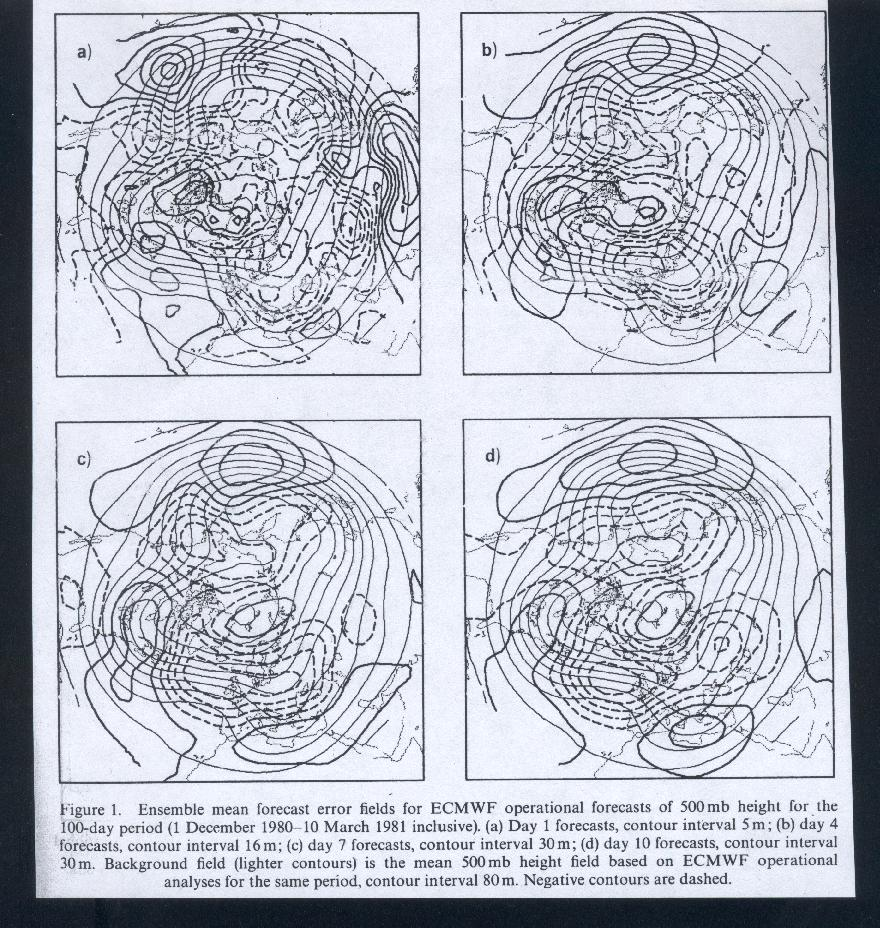 a)
b)
c)
d)
Figure 1. Ensemble mean forecast error fields for ECMWF operational forecasts of 500 mb height for the
100-day period (1 December 1980–10 March 1981 inclusive). (a) Day 1 forecasts, contour interval 5 m; (b) day 4
forecasts, contour interval 16 m; (c) day 7 forecasts, contour interval 30 m; (d) day 10 forecasts, contour interval
30 m. Background field (lighter contours) is the mean 500 mb height field based on ECMWF operational
analyses for the same period, contour interval 80 m. Negative contours are dashed.